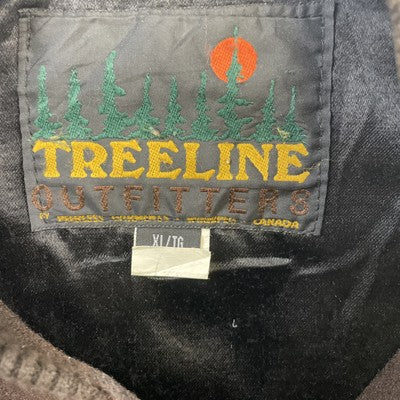 TREELINE
OUTFITTERS
CANADA
XL/TG